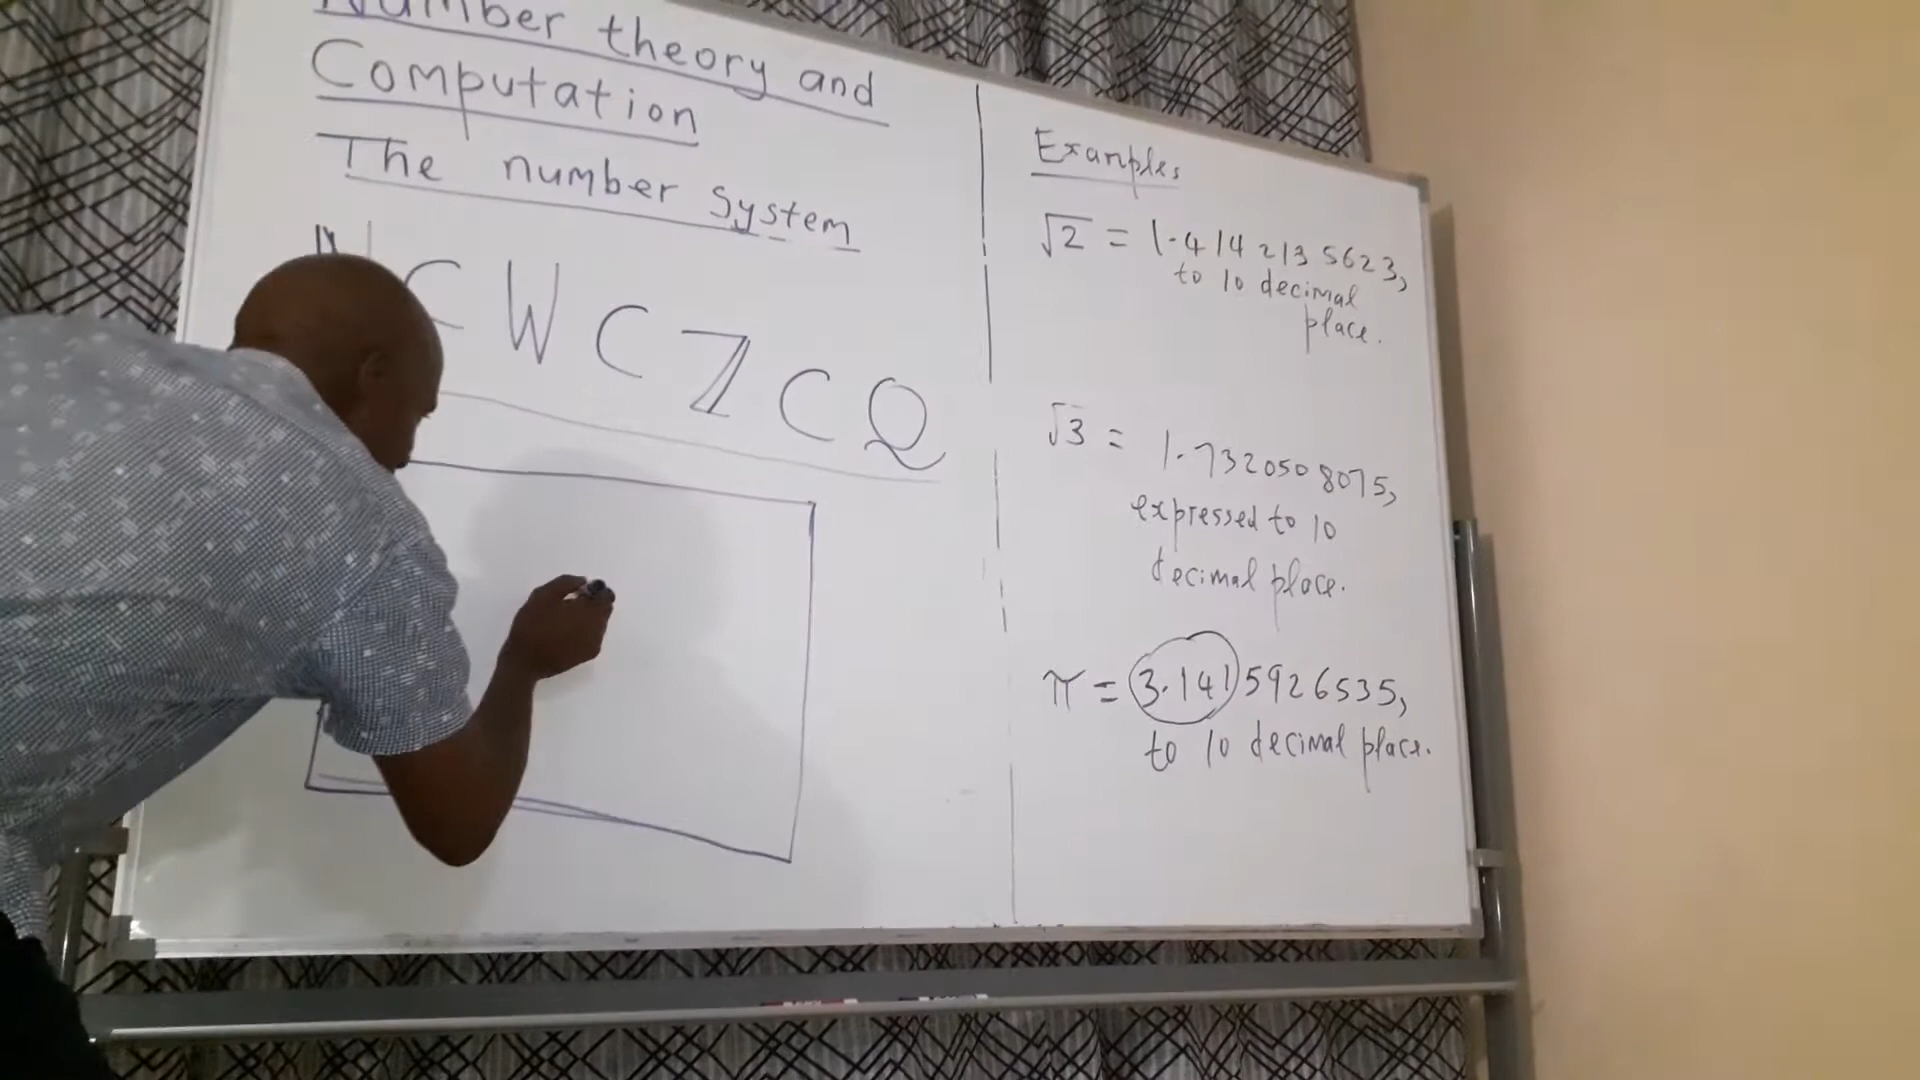 Number theory and
Computation
The number System
N ⊂ W ⊂ Z ⊂ Q
Examples
√2 = 1.4142135623,
to 10 decimal
place.
√3 = 1.7320508075,
expressed to 10
decimal place.
π = 3.1415926535,
to 10 decimal place.